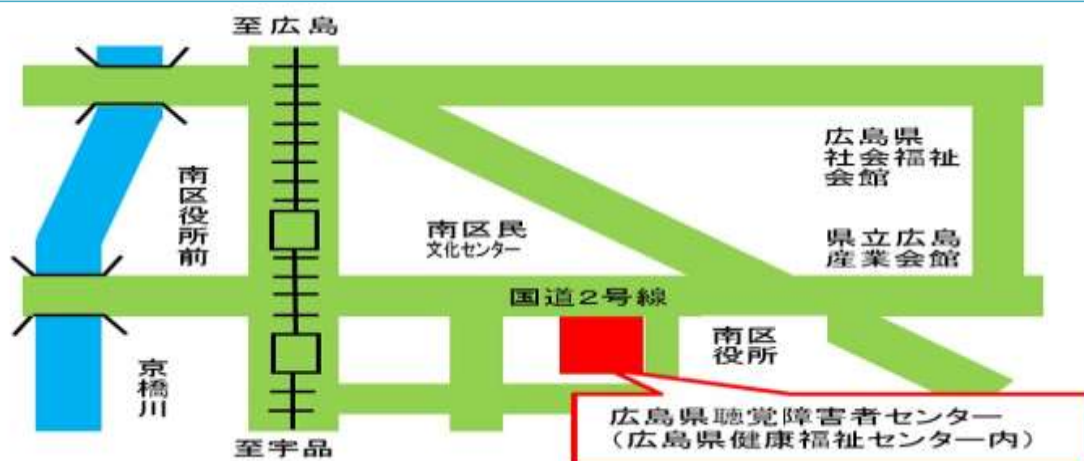 至広島
広島県
社会福祉
会館
南区役所前
南区民
文化センター
県立広島
産業会館
国道2号線
南区
役所
京橋川
広島県聴覚障害者センター
（広島県健康福祉センター内）
至宇品